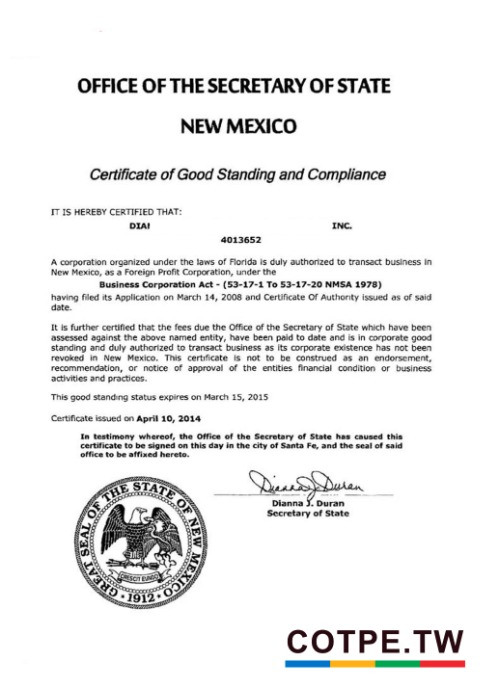 OFFICE OF THE SECRETARY OF STATE
NEW MEXICO
Certificate of Good Standing and Compliance
IT IS HEREBY CERTIFIED THAT:
DIA! INC.
4013652
A corporation organized under the laws of Florida is duly authorized to transact business in
New Mexico, as a Foreign Profit Corporation, under the
Business Corporation Act - (53-17-1 To 53-17-20 NMSA 1978)
having filed its Application on March 14, 2008 and Certificate Of Authority issued as of said
date.
It is further certified that the fees due the Office of the Secretary of State which have been
assessed against the above named entity, have been paid to date and is in corporate good
standing and duly authorized to transact business as its corporate existence has not been
revoked in New Mexico. This certificate is not to be construed as an endorsement,
recommendation, or notice of approval of the entities financial condition or business
activities and practices.
This good standing status expires on March 15, 2015
Certificate issued on April 10, 2014
In testimony whereof, the Office of the Secretary of State has caused this
certificate to be signed on this day in the city of Santa Fe, and the seal of said
office to be affixed hereto.
Dianna J. Duran
Dianna J. Duran
Secretary of State
GREAT SEAL OF THE STATE OF NEW MEXICO
CRESCIT EUNDO
·1912·
COTPE.TW